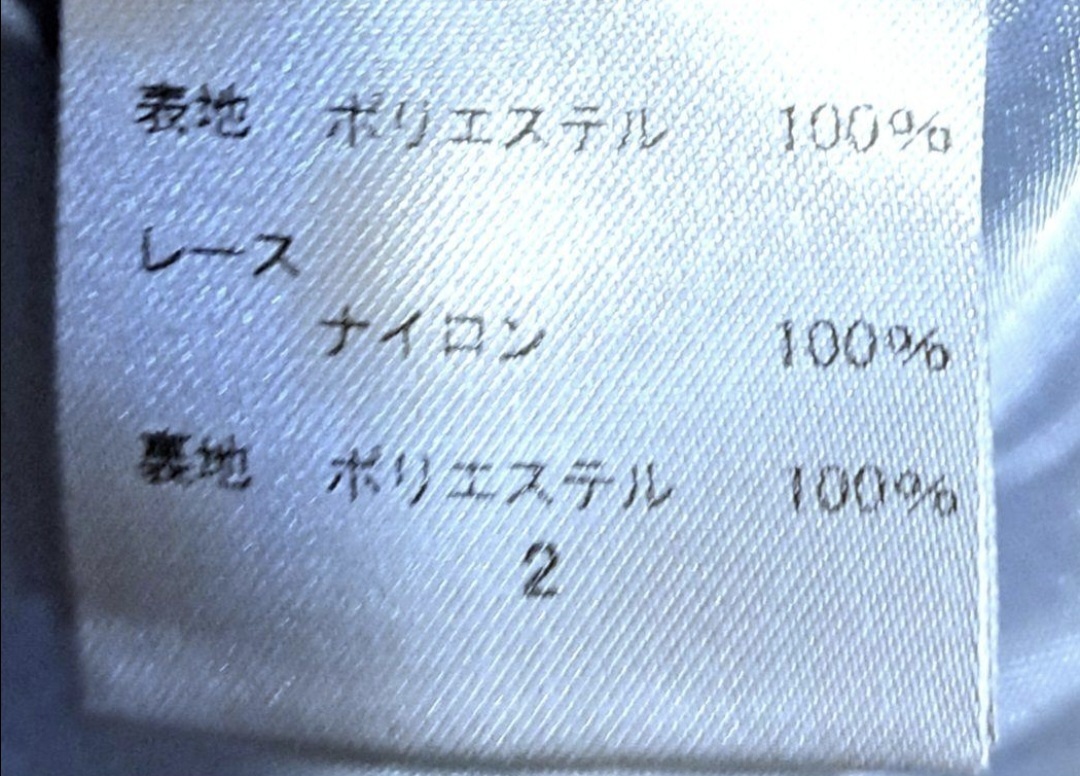 表地 ポリエステル 100%
レース
ナイロン 100%
裏地 ポリエステル 100%
2